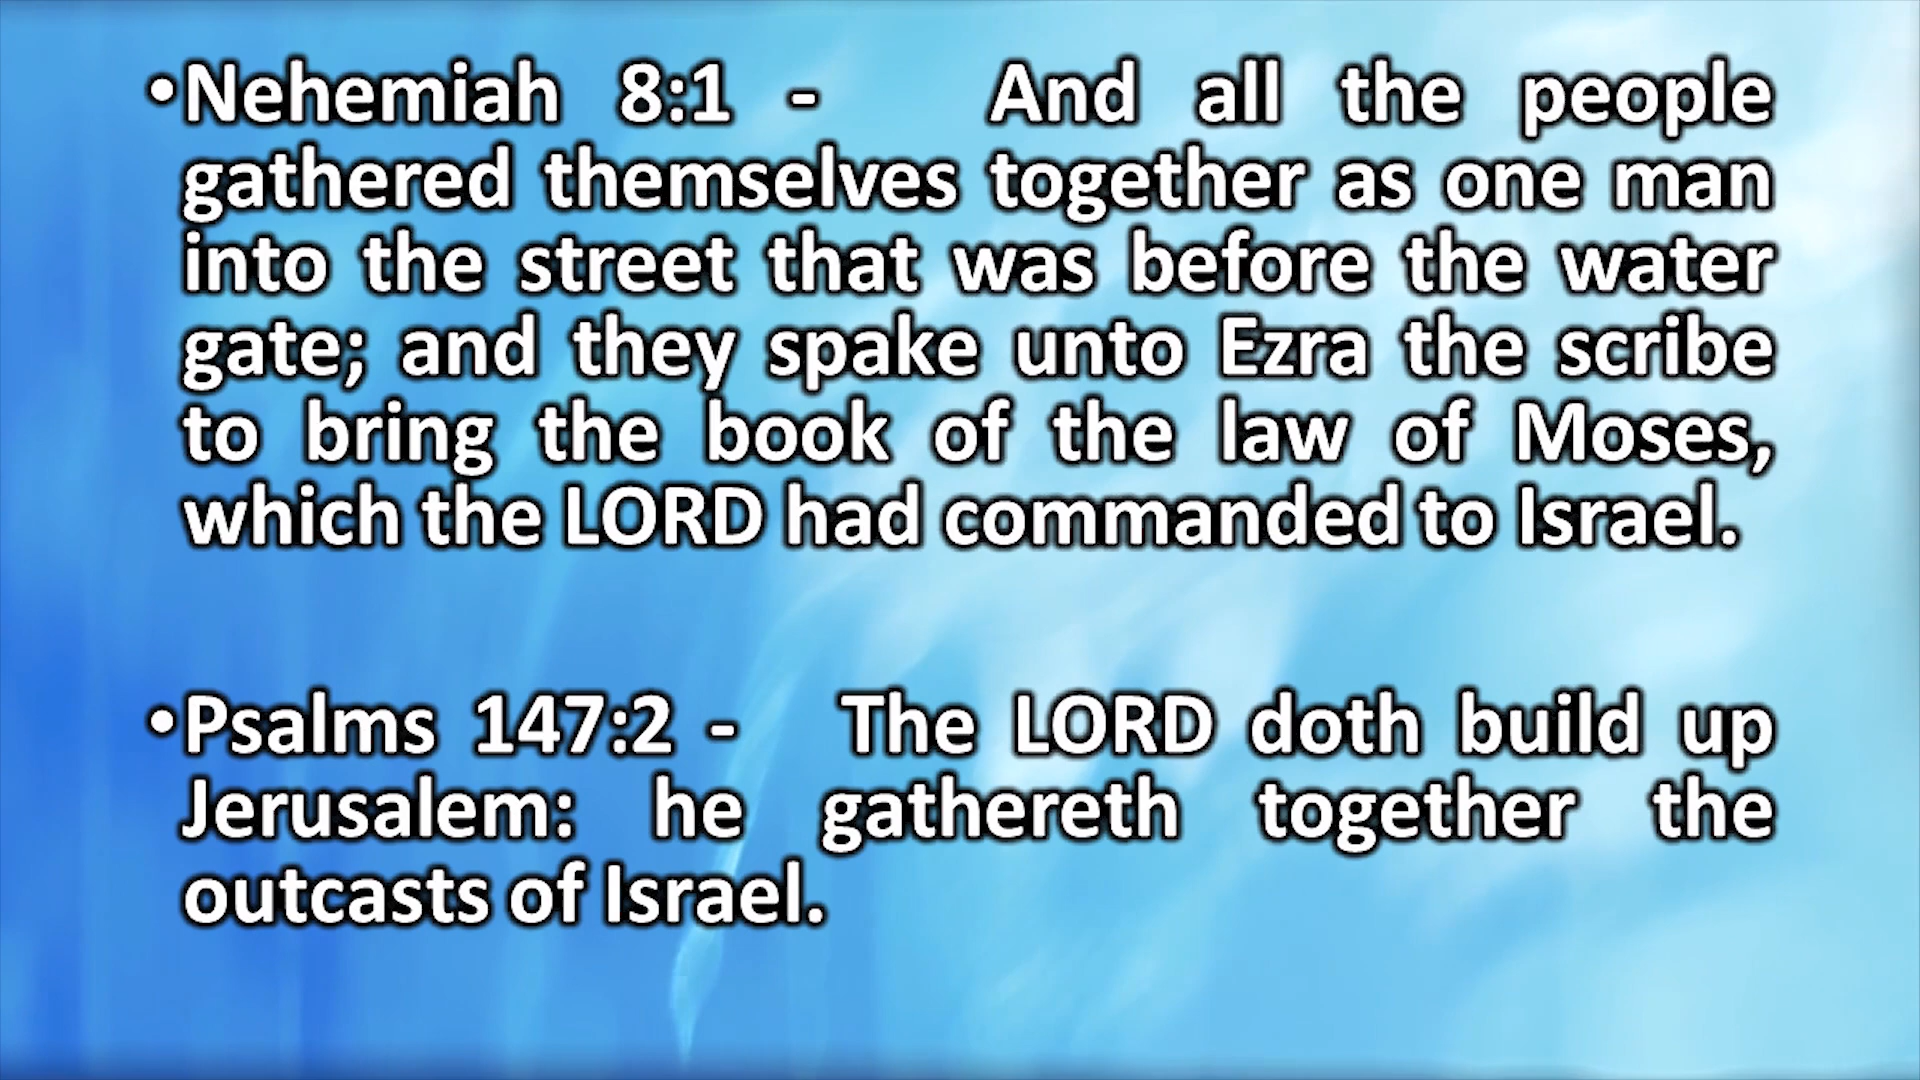 •Nehemiah 8:1 - And all the people
gathered themselves together as one man
into the street that was before the water
gate; and they spake unto Ezra the scribe
to bring the book of the law of Moses,
which the LORD had commanded to Israel.
•Psalms 147:2 - The LORD doth build up
Jerusalem: he gathereth together the
outcasts of Israel.